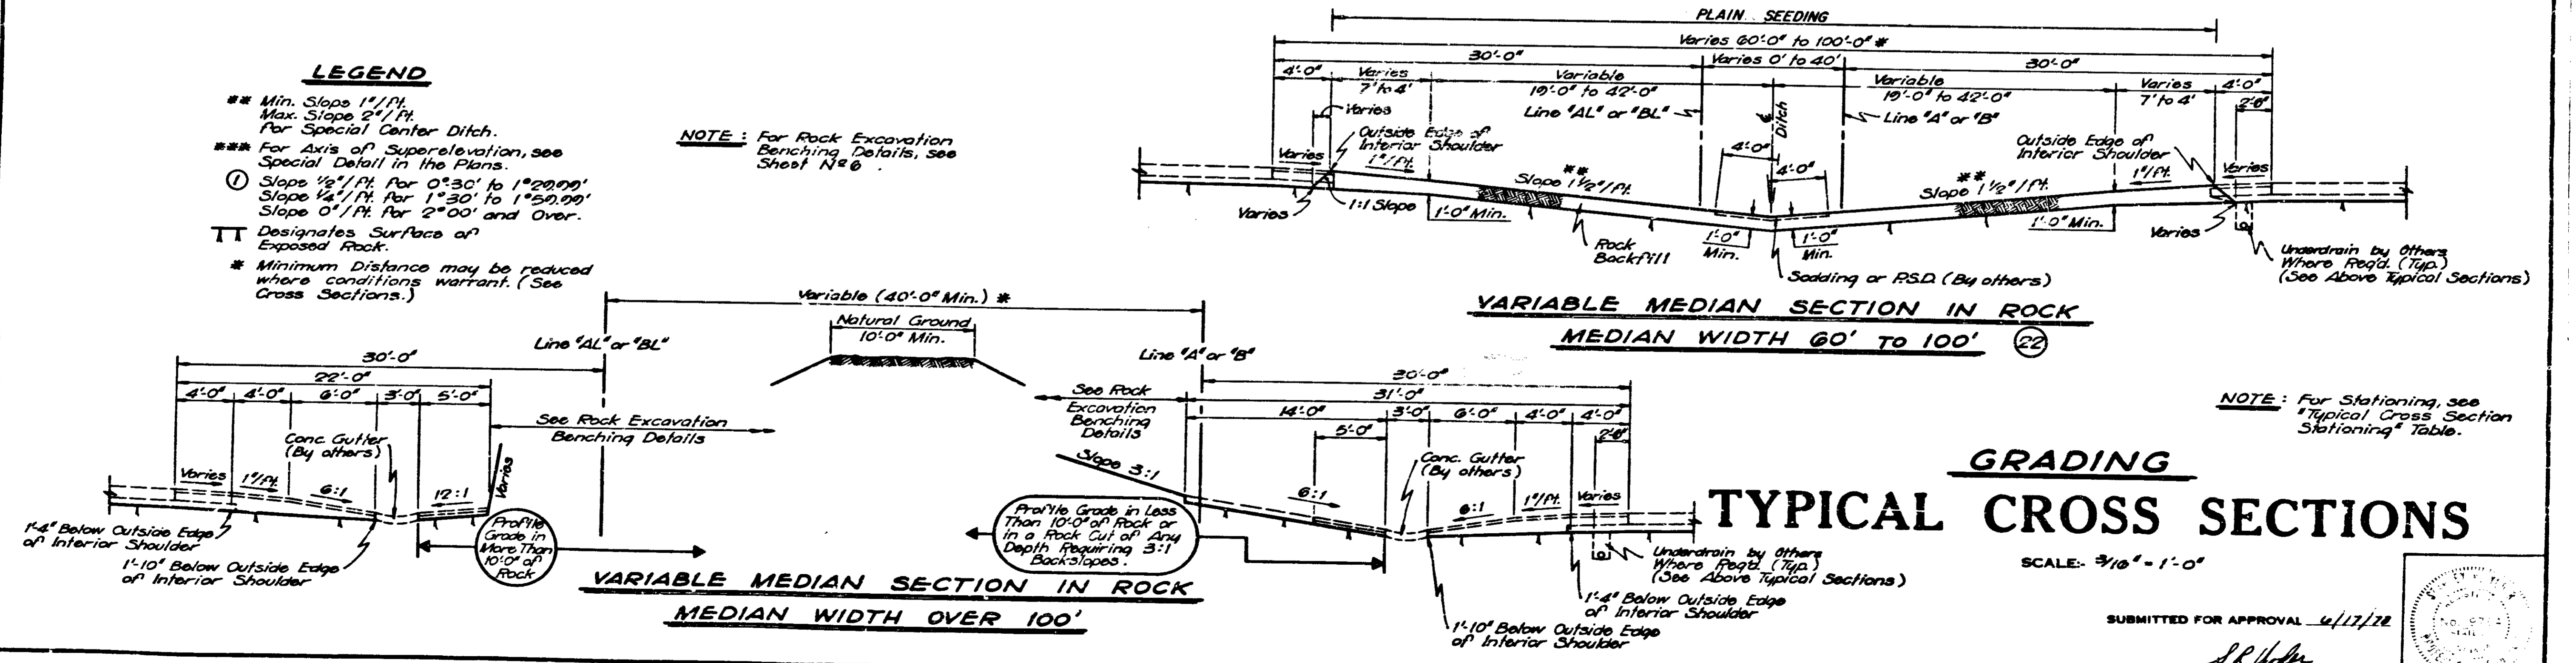 LEGEND
** Min. Slope 1"/ft.
Max. Slope 2"/ft.
for Special Center Ditch.
*** For Axis of Superelevation, see
Special Detail in the Plans.
① Slope ½"/ft. for 0°30' to 1°29.99'
Slope ¼"/ft. for 1°30' to 1°59.99'
Slope 0"/ft. for 2°00' and Over.
Designates Surface of
Exposed Rock.
* Minimum Distance may be reduced
where conditions warrant. (See
Cross Sections.)
NOTE : For Rock Excavation
Benching Details, see
Sheet Nº 6 .
PLAIN SEEDING
Varies 60'-0" to 100'-0" *
30'-0"
Varies 0' to 40'
30'-0"
4'-0"
Varies
7' to 4'
Variable
19'-0" to 42'-0"
Variable
19'-0" to 42'-0"
Varies
7' to 4'
4'-0"
2'-6"
Varies
Line "AL" or "BL"
℄ Ditch
Line "A" or "B"
Outside Edge of
Interior Shoulder
Outside Edge of
Interior Shoulder
Varies
1"/ft.
4'-0"
4'-0"
**
Slope 1½"/ft.
**
Slope 1½"/ft.
1"/ft.
Varies
Varies
1:1 Slope
1'-0" Min.
Rock
Backfill
1'-0"
Min.
1'-0"
Min.
1'-0" Min.
Varies
Sodding or P.S.D. (By others)
Underdrain by Others
Where Req'd. (Typ.)
(See Above Typical Sections)
VARIABLE MEDIAN SECTION IN ROCK
MEDIAN WIDTH 60' TO 100' 22
Variable (40'-0" Min.) *
Natural Ground
10'-0" Min.
Line "AL" or "BL"
Line "A" or "B"
30'-0"
22'-0"
4'-0" 4'-0" 6'-0" 3'-0" 5'-0"
See Rock Excavation
Benching Details
Conc. Gutter
(By others)
Varies
1"/ft.
6:1
12:1
Varies
1'-4" Below Outside Edge
of Interior Shoulder
1'-10" Below Outside Edge
of Interior Shoulder
Profile
Grade in
More Than
10'-0" of
Rock
See Rock
Excavation
Benching
Details
30'-0"
31'-0"
14'-0" 3'-0" 6'-0" 4'-0" 4'-0"
5'-0"
2'-6"
Slope 3:1
Conc. Gutter
(By others)
6:1
6:1
1"/ft.
Varies
Profile Grade in Less
Than 10'-0" of Rock or
in a Rock Cut of Any
Depth Requiring 3:1
Backslopes.
Underdrain by Others
Where Req'd. (Typ.)
(See Above Typical Sections)
1'-4" Below Outside Edge
of Interior Shoulder
1'-10" Below Outside Edge
of Interior Shoulder
VARIABLE MEDIAN SECTION IN ROCK
MEDIAN WIDTH OVER 100'
NOTE : For Stationing, see
"Typical Cross Section
Stationing" Table.
GRADING
TYPICAL CROSS SECTIONS
SCALE:- 3/16" = 1'-0"
SUBMITTED FOR APPROVAL 6/17/72